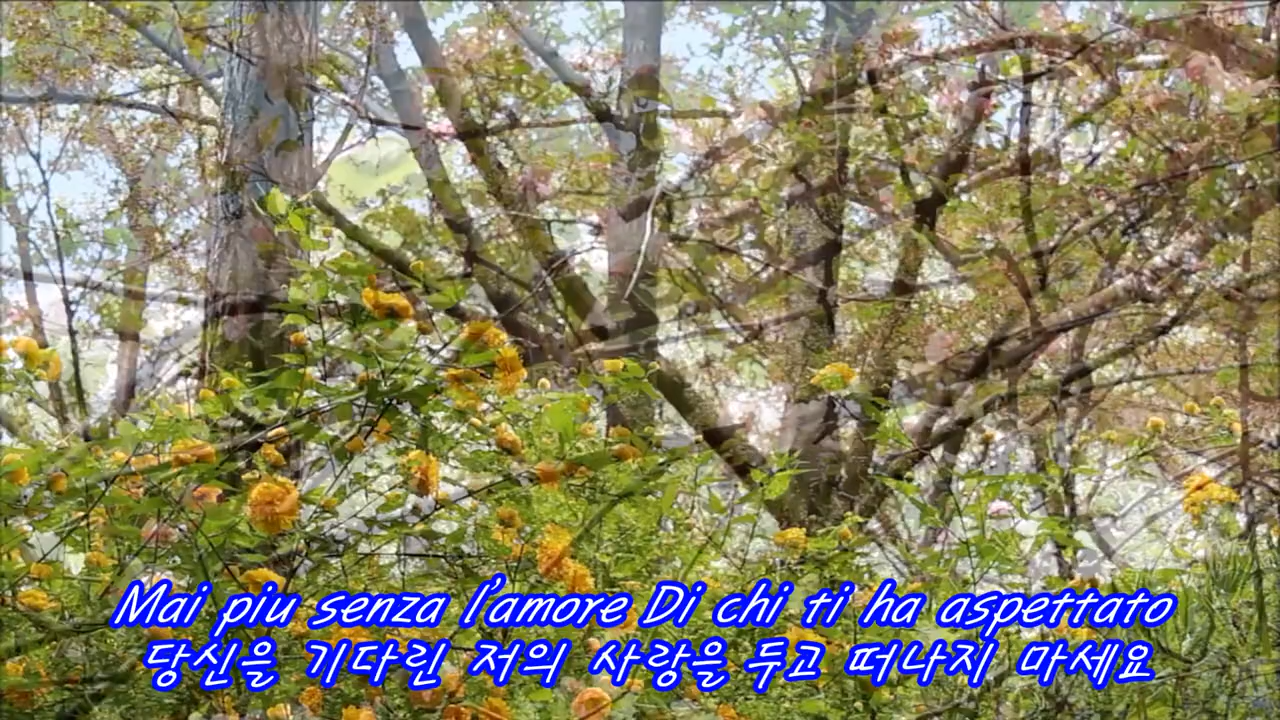 Mai piu senza l'amore Di chi ti ha aspettato
당신을 기다린 저의 사랑을 두고 떠나지 마세요